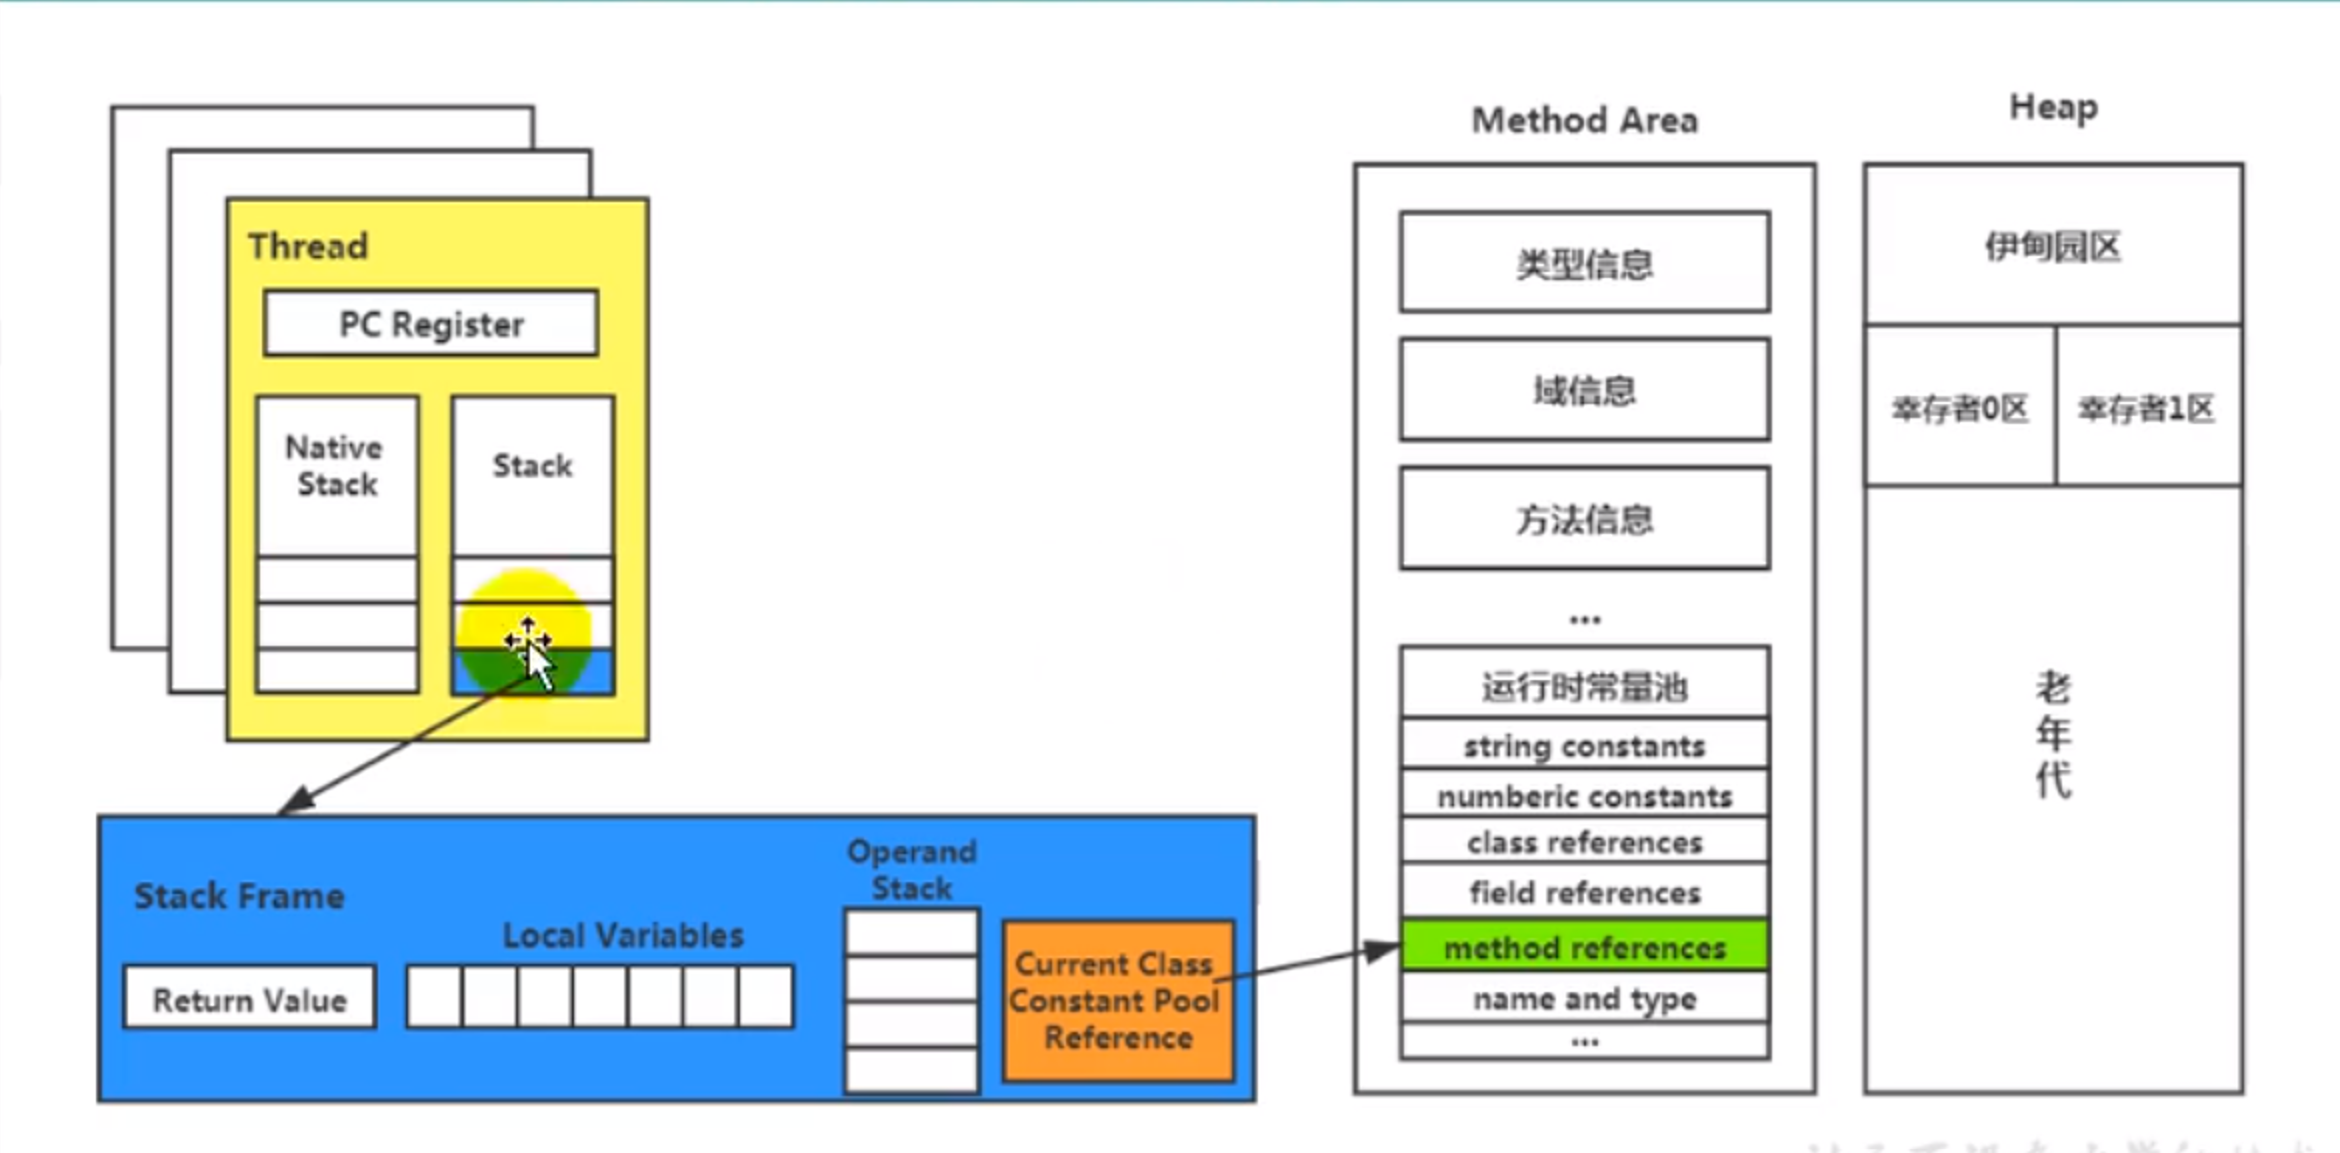 Thread
PC Register
Native
Stack
Stack
Stack Frame
Return Value
Local Variables
Operand
Stack
Current Class
Constant Pool
Reference
Method Area
类型信息
域信息
方法信息
...
运行时常量池
string constants
numberic constants
class references
field references
method references
name and type
...
Heap
伊甸园区
幸存者0区
幸存者1区
老
年
代